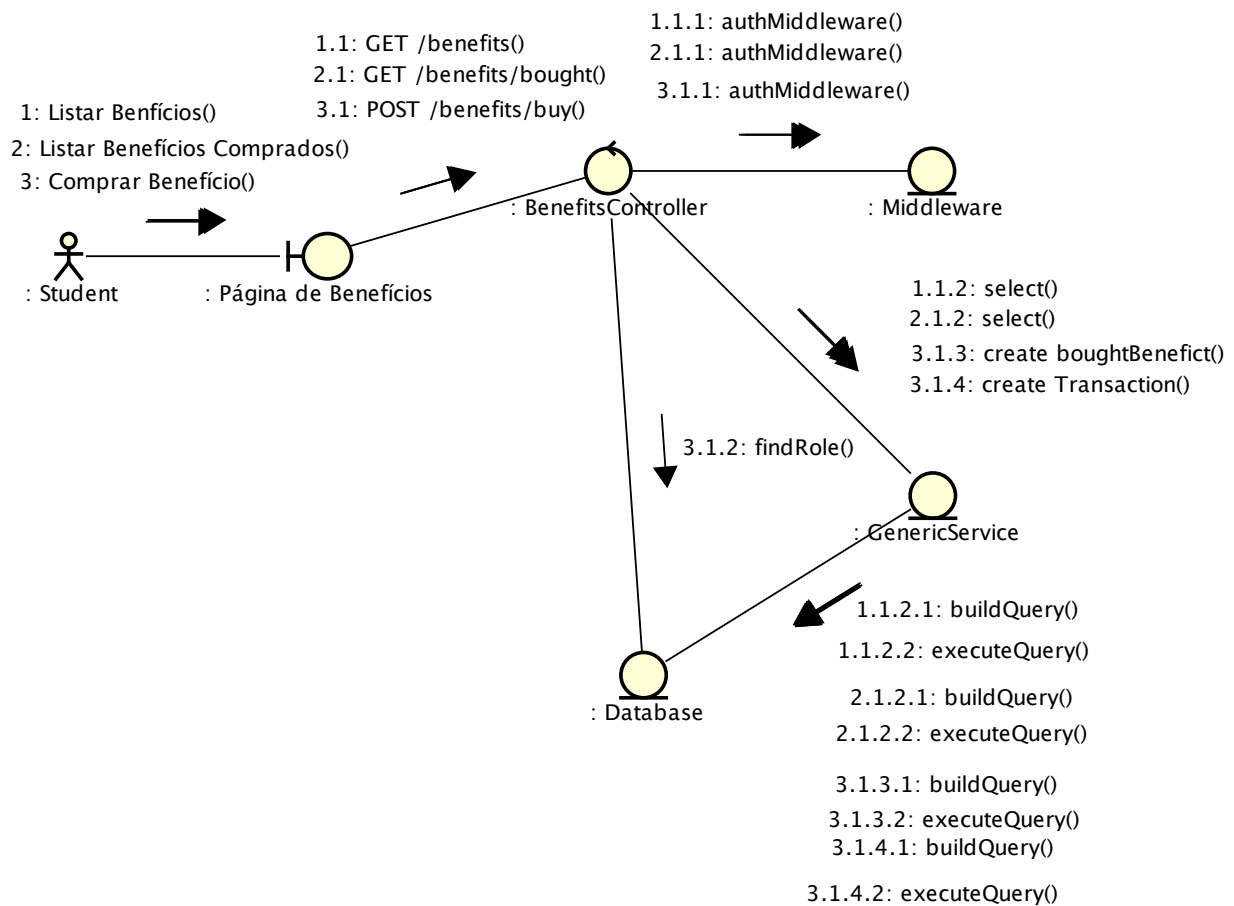 1.1.1: authMiddleware()
2.1.1: authMiddleware()
3.1.1: authMiddleware()
1.1: GET /benefits()
2.1: GET /benefits/bought()
3.1: POST /benefits/buy()
1: Listar Benfícios()
2: Listar Benefícios Comprados()
3: Comprar Benefício()
: BenefitsController
: Middleware
: Student
: Página de Benefícios
1.1.2: select()
2.1.2: select()
3.1.3: create boughtBenefict()
3.1.4: create Transaction()
3.1.2: findRole()
: GenericService
1.1.2.1: buildQuery()
1.1.2.2: executeQuery()
2.1.2.1: buildQuery()
2.1.2.2: executeQuery()
: Database
3.1.3.1: buildQuery()
3.1.3.2: executeQuery()
3.1.4.1: buildQuery()
3.1.4.2: executeQuery()